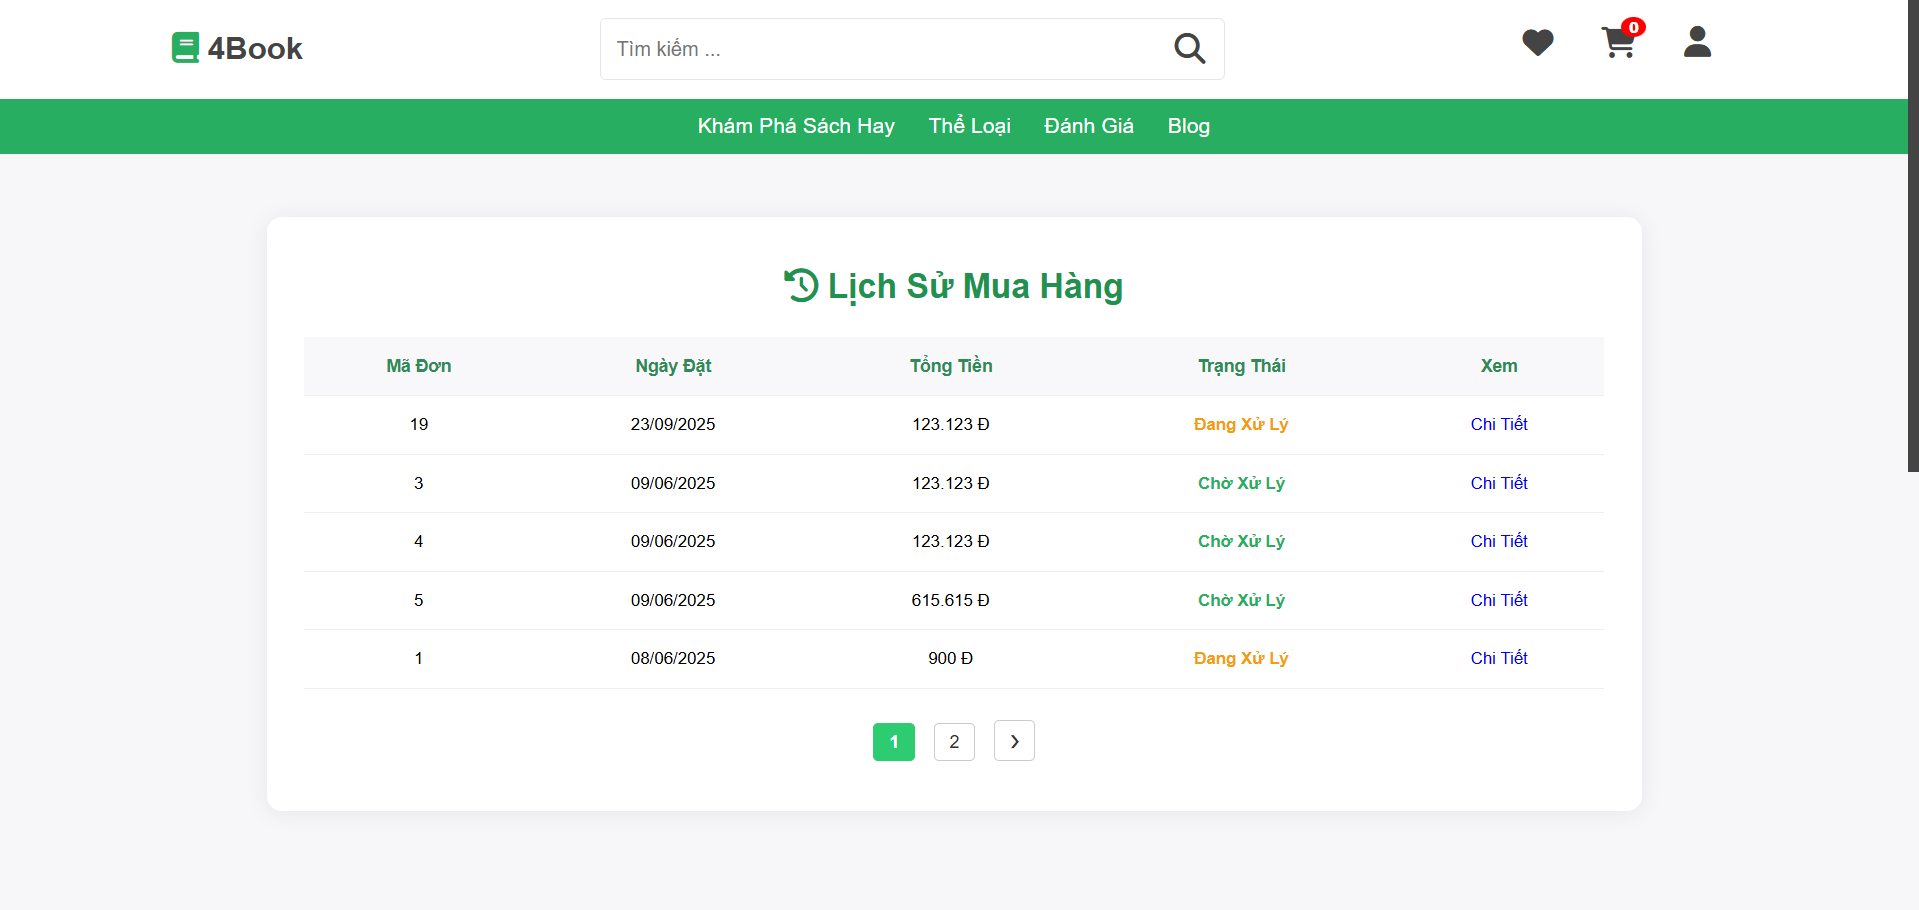 4Book
Tìm kiếm ...
0
Khám Phá Sách Hay Thể Loại Đánh Giá Blog
Lịch Sử Mua Hàng
Mã Đơn Ngày Đặt Tổng Tiền Trạng Thái Xem
19 23/09/2025 123.123 Đ Đang Xử Lý Chi Tiết
3 09/06/2025 123.123 Đ Chờ Xử Lý Chi Tiết
4 09/06/2025 123.123 Đ Chờ Xử Lý Chi Tiết
5 09/06/2025 615.615 Đ Chờ Xử Lý Chi Tiết
1 08/06/2025 900 Đ Đang Xử Lý Chi Tiết
1 2 ›